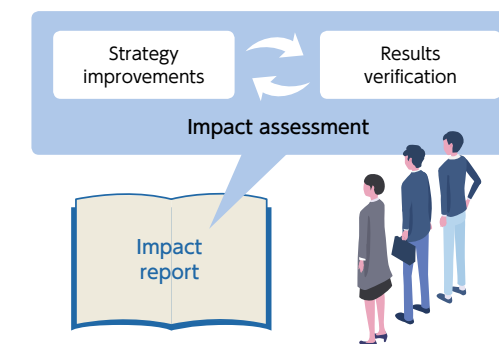 Strategy
improvements
Results
verification
Impact assessment
Impact
report